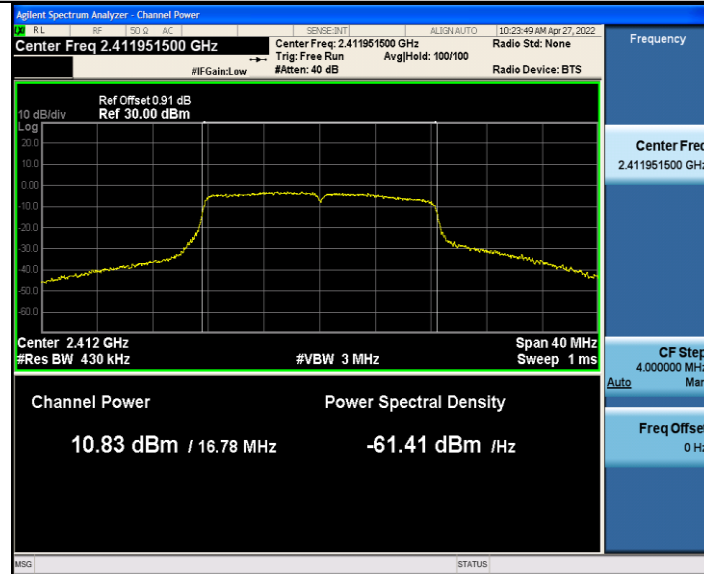 Agilent Spectrum Analyzer - Channel Power
RL RF 50 Ω AC SENSE:INT ALIGN AUTO 10:23:49 AM Apr 27, 2022
Center Freq 2.411951500 GHz
Center Freq: 2.411951500 GHz
Radio Std: None
Trig: Free Run Avg|Hold: 100/100
#IFGain:Low #Atten: 40 dB Radio Device: BTS
Ref Offset 0.91 dB
10 dB/div Ref 30.00 dBm
Log
20.0
10.0
0.00
-10.0
-20.0
-30.0
-40.0
-50.0
-60.0
Center 2.412 GHz Span 40 MHz
#Res BW 430 kHz #VBW 3 MHz Sweep 1 ms
Channel Power Power Spectral Density
10.83 dBm / 16.78 MHz -61.41 dBm /Hz
MSG STATUS
Frequency
Center Freq
2.411951500 GHz
CF Step
4.000000 MHz
Auto Man
Freq Offset
0 Hz